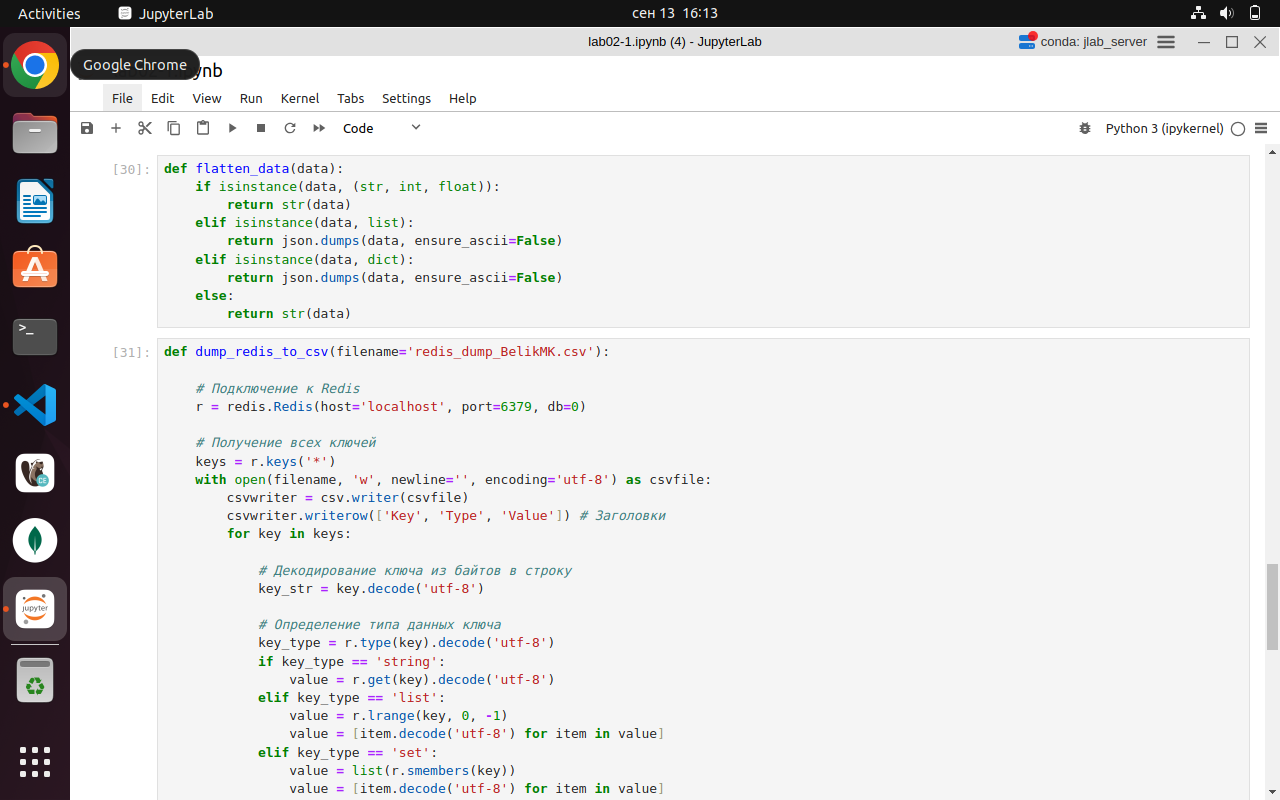 Activities
JupyterLab
сен 13 16:13
lab02-1.ipynb (4) - JupyterLab
conda: jlab_server
Google Chrome
ynb
File Edit View Run Kernel Tabs Settings Help
Code
Python 3 (ipykernel)
[30]: def flatten_data(data):
    if isinstance(data, (str, int, float)):
        return str(data)
    elif isinstance(data, list):
        return json.dumps(data, ensure_ascii=False)
    elif isinstance(data, dict):
        return json.dumps(data, ensure_ascii=False)
    else:
        return str(data)
[31]: def dump_redis_to_csv(filename='redis_dump_BelikMK.csv'):
    # Подключение к Redis
    r = redis.Redis(host='localhost', port=6379, db=0)
    # Получение всех ключей
    keys = r.keys('*')
    with open(filename, 'w', newline='', encoding='utf-8') as csvfile:
        csvwriter = csv.writer(csvfile)
        csvwriter.writerow(['Key', 'Type', 'Value']) # Заголовки
        for key in keys:
            # Декодирование ключа из байтов в строку
            key_str = key.decode('utf-8')
            # Определение типа данных ключа
            key_type = r.type(key).decode('utf-8')
            if key_type == 'string':
                value = r.get(key).decode('utf-8')
            elif key_type == 'list':
                value = r.lrange(key, 0, -1)
                value = [item.decode('utf-8') for item in value]
            elif key_type == 'set':
                value = list(r.smembers(key))
                value = [item.decode('utf-8') for item in value]
>_
CE
jupyter